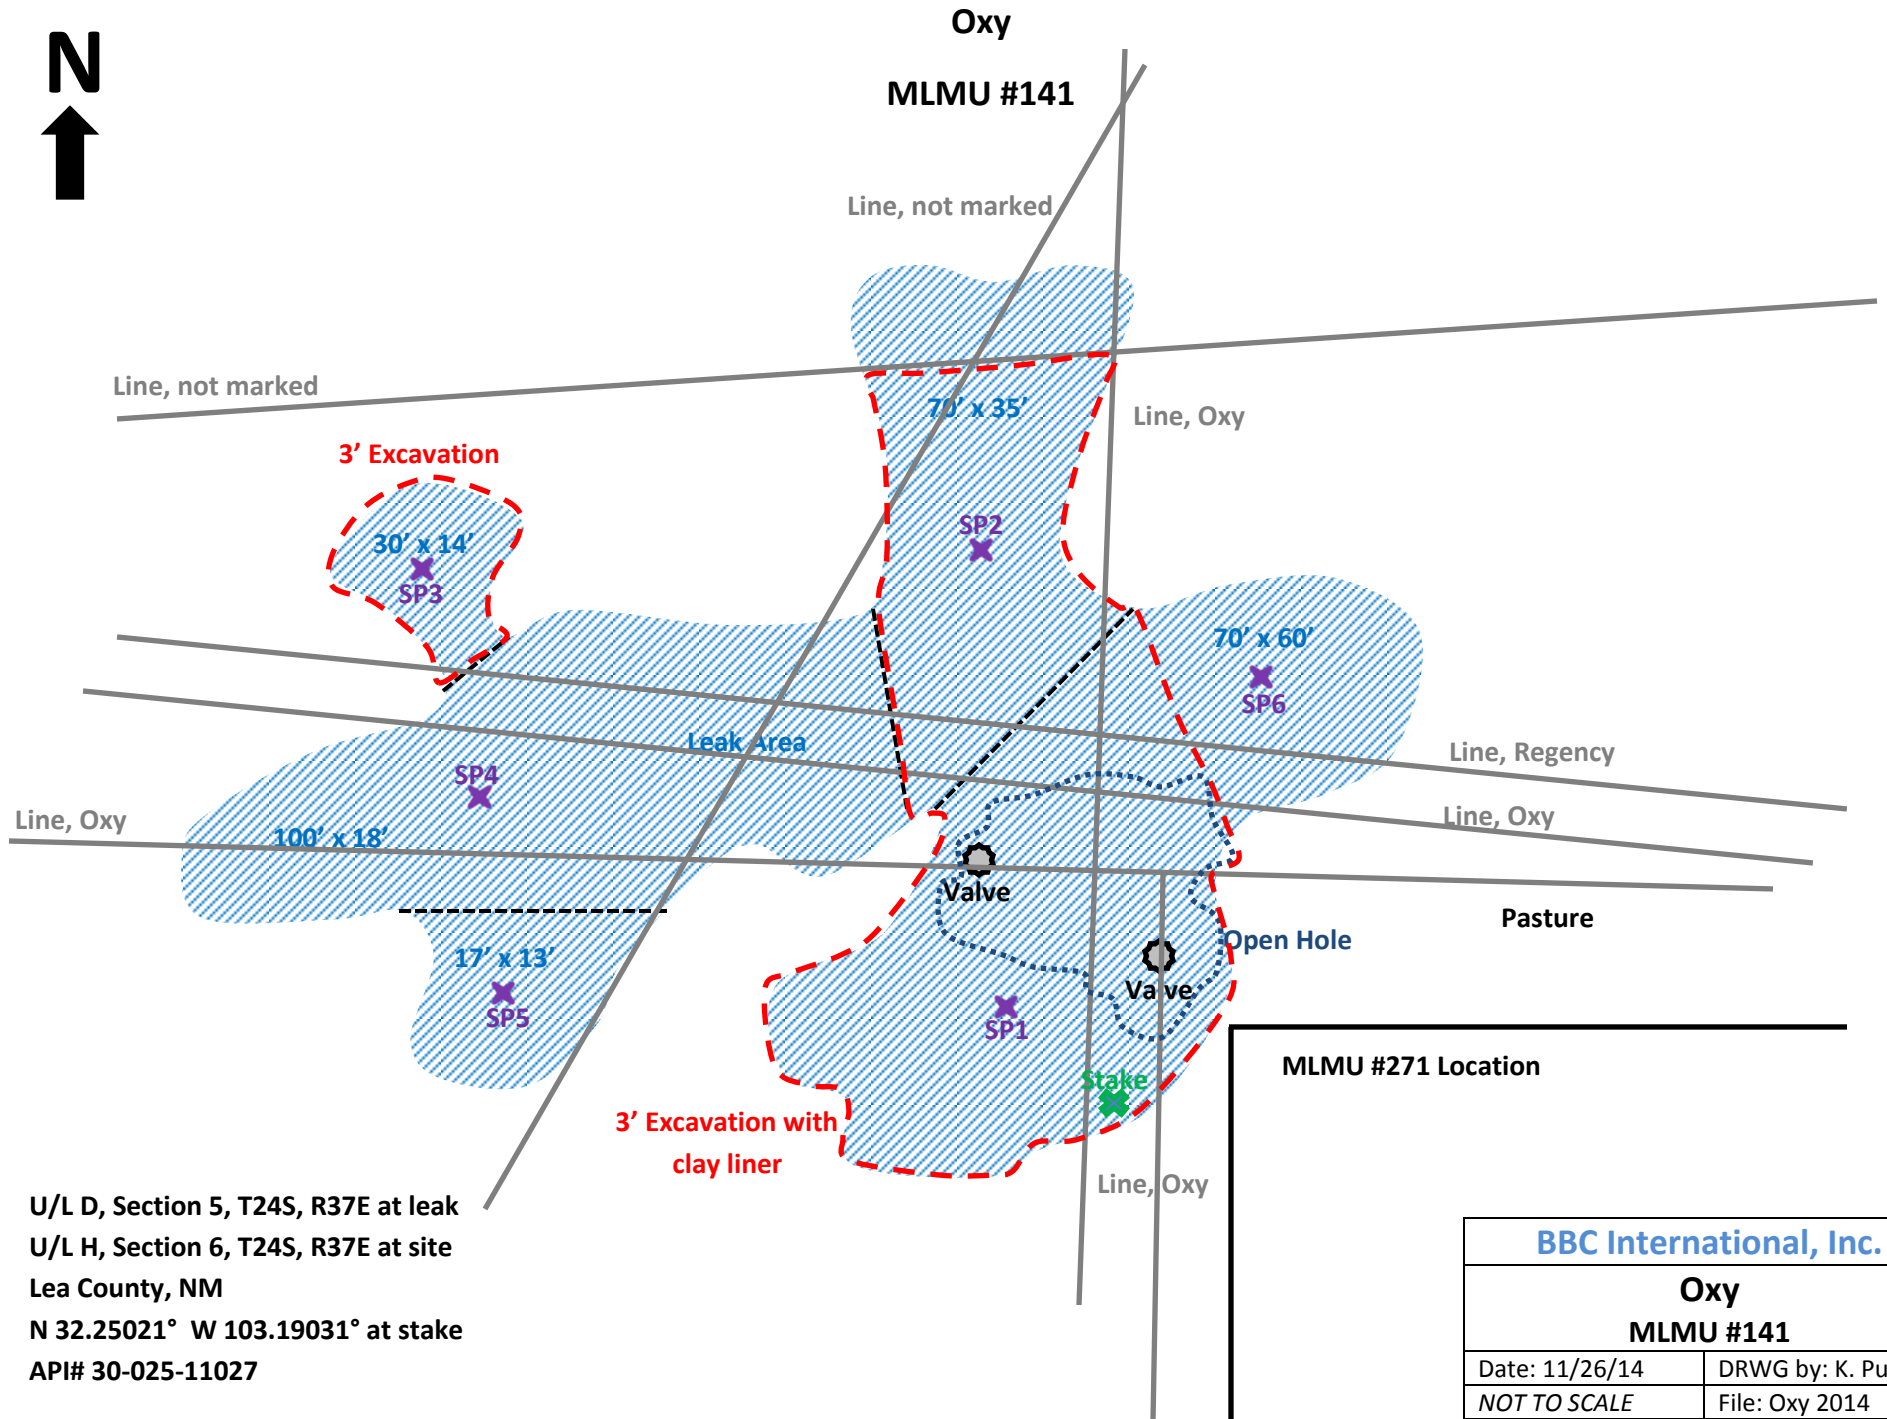 N
Oxy
MLMU #141
Line, not marked
Line, not marked
70' x 35'
Line, Oxy
3’ Excavation
30’ x 14’
SP3
SP2
70’ x 60’
SP6
Leak Area
SP4
Line, Regency
Line, Oxy
Line, Oxy
100’ x 18’
Valve
Pasture
Open Hole
17’ x 13’
SP5
Valve
SP1
MLMU #271 Location
Stake
3’ Excavation with
clay liner
Line, Oxy
U/L D, Section 5, T24S, R37E at leak
U/L H, Section 6, T24S, R37E at site
Lea County, NM
N 32.25021° W 103.19031° at stake
API# 30-025-11027
BBC International, Inc.
Oxy
MLMU #141
Date: 11/26/14
DRWG by: K. Pu
NOT TO SCALE
File: Oxy 2014